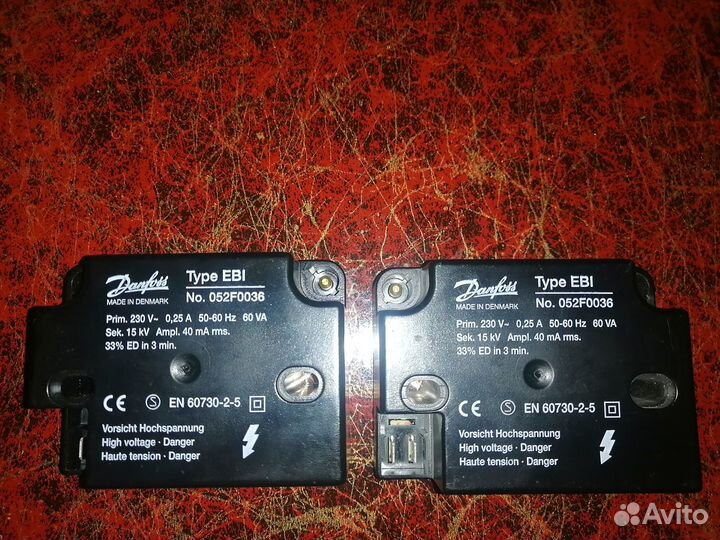 Danfoss
MADE IN DENMARK
Type EBI
No. 052F0036
Prim. 230 V~ 0,25 A 50-60 Hz 60 VA
Sek. 15 kV Ampl. 40 mA rms.
33% ED in 3 min.
CE S EN 60730-2-5
Vorsicht Hochspannung
High voltage · Danger
Haute tension · Danger
Danfoss
MADE IN DENMARK
Type EBI
No. 052F0036
Prim. 230 V~ 0,25 A 50-60 Hz 60 VA
Sek. 15 kV Ampl. 40 mA rms.
33% ED in 3 min.
CE S EN 60730-2-5
Vorsicht Hochspannung
High voltage · Danger
Haute tension · Danger
Avito